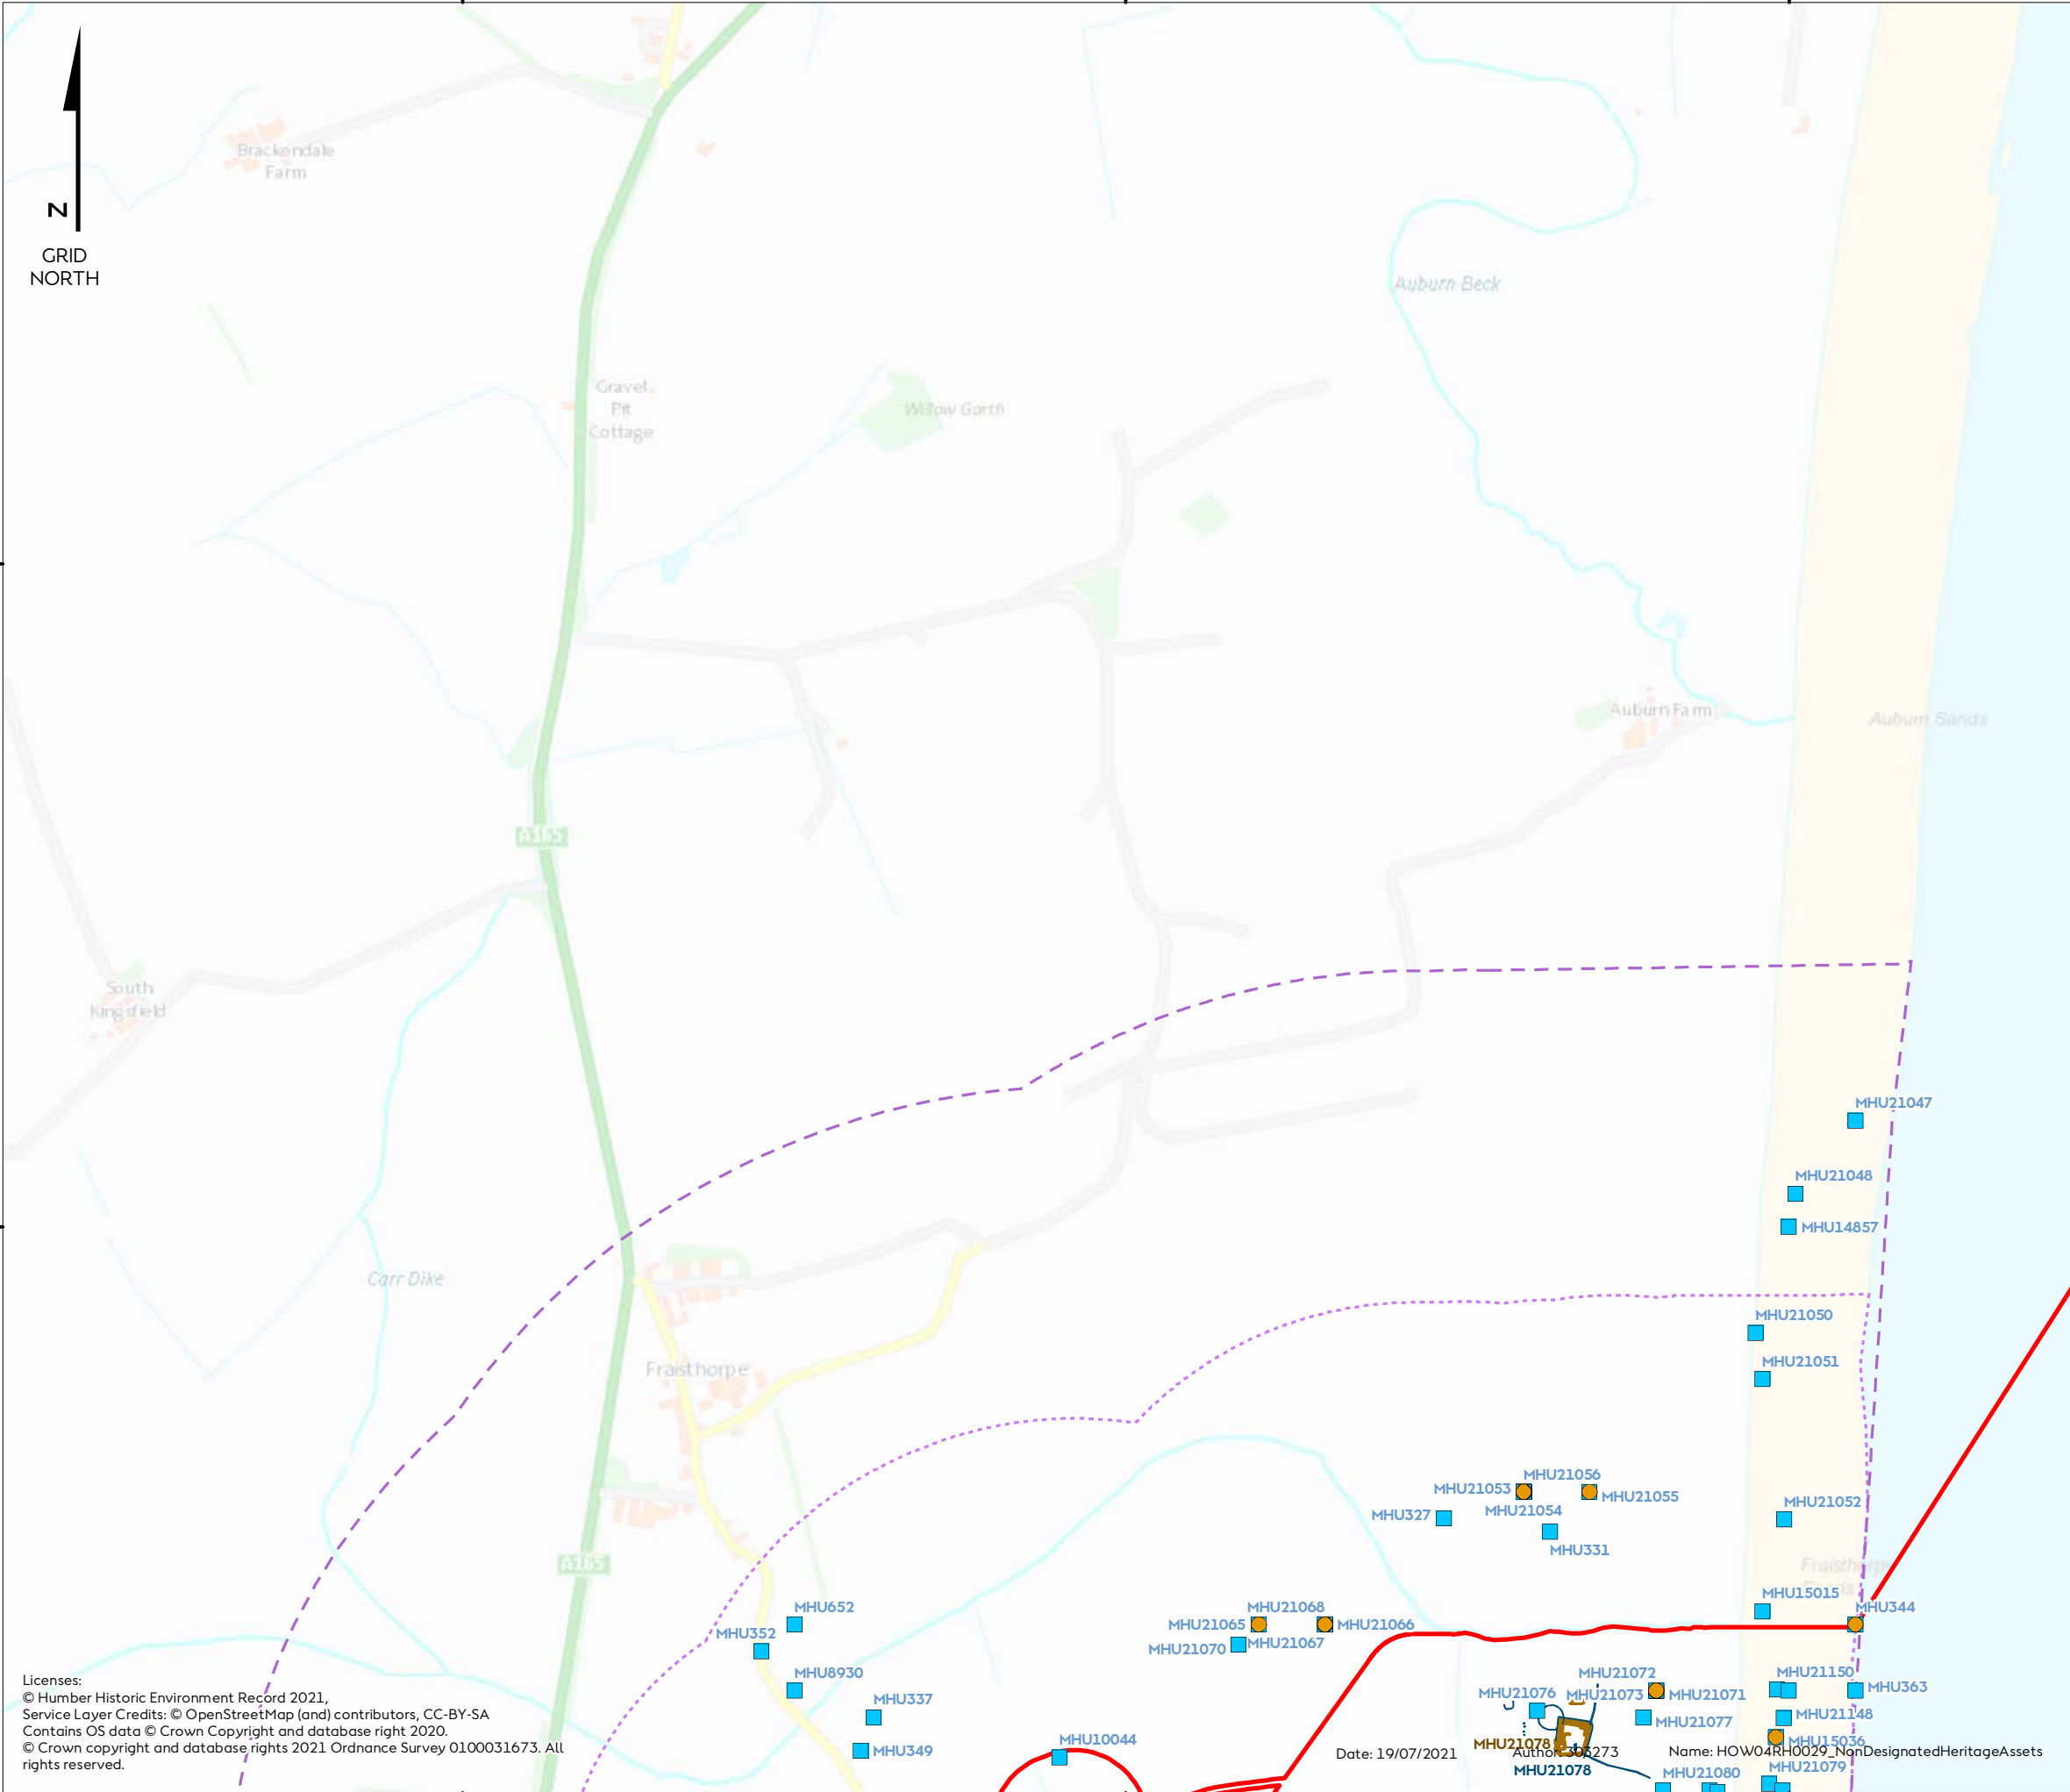 N
GRID
NORTH
Brackendale
Farm
Auburn Beck
Gravel
Pit
Cottage
Willow Garth
Auburn Farm
Auburn Sands
A165
South
Kingsfield
MHU21047
MHU21048
MHU14857
Carr Dike
MHU21050
MHU21051
Fraisthorpe
MHU21056
MHU21053
MHU21055
MHU21054
MHU327
MHU331
MHU21052
A165
Fraisthorpe
MHU15015
MHU344
MHU652
MHU352
MHU21068
MHU21065
MHU21066
MHU21067
MHU21070
MHU8930
MHU337
MHU349
MHU10044
MHU21072
MHU21076
MHU21073
MHU21071
MHU21077
MHU21150
MHU363
MHU21148
MHU15036
MHU21078
MHU21078
MHU21079
MHU21080
Licenses:
© Humber Historic Environment Record 2021,
Service Layer Credits: © OpenStreetMap (and) contributors, CC-BY-SA
Contains OS data © Crown Copyright and database right 2020.
© Crown copyright and database rights 2021 Ordnance Survey 0100031673. All
rights reserved.
Date: 19/07/2021
Author: 303273
Name: HOW04RH0029_NonDesignatedHeritageAssets